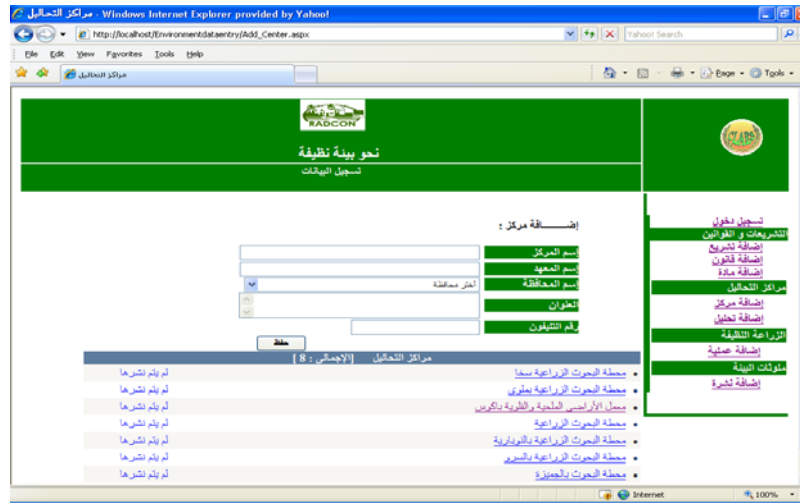 مراكز التحاليل - Windows Internet Explorer provided by Yahoo!
http://localhost/Environmentdataentry/Add_Center.aspx
Yahoo! Search
File Edit View Favorites Tools Help
مراكز التحاليل
Page Tools
RADCON
CLAES
نحو بيئة نظيفة
تسجيل البيانات
تسجيل دخول
التشريعات و القوانين
إضافة تشريع
إضافة قانون
إضافة مادة
مراكز التحاليل
إضافة مركز
إضافة تحليل
الزراعة النظيفة
إضافة عملية
ملوثات البيئة
إضافة نشرة
إضـــــــافة مركز :
إسم المركز
إسم المعهد
إسم المحافظة
أختر محافظة
العنوان
رقم التليفون
حفظ
مراكز التحاليل [الإجمالى : 8 ]
محطة البحوث الزراعية سخا لم يتم نشرها
محطة البحوث الزراعية بملوى لم يتم نشرها
معمل الأراضى الملحية والقلوية باكوس لم يتم نشرها
محطة البحوث الزراعية لم يتم نشرها
محطة البحوث الزراعية بالنوبارية لم يتم نشرها
محطة البحوث الزراعية بالسرو لم يتم نشرها
محطة البحوث بالجميزة لم يتم نشرها
Internet 100%